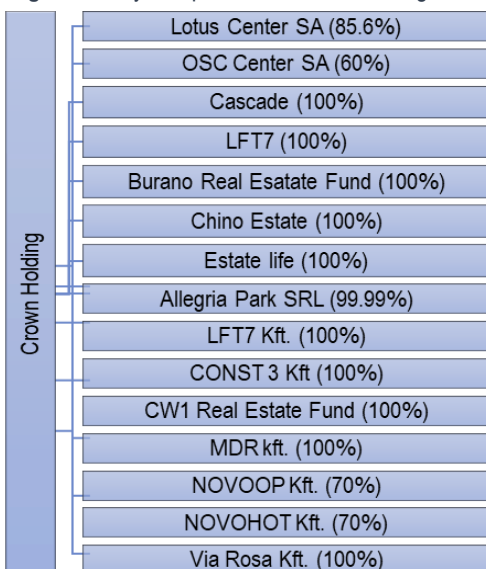 Crown Holding
Lotus Center SA (85.6%)
OSC Center SA (60%)
Cascade (100%)
LFT7 (100%)
Burano Real Esatate Fund (100%)
Chino Estate (100%)
Estate life (100%)
Allegria Park SRL (99.99%)
LFT7 Kft. (100%)
CONST 3 Kft (100%)
CW1 Real Estate Fund (100%)
MDR kft. (100%)
NOVOOP Kft. (70%)
NOVOHOT Kft. (70%)
Via Rosa Kft. (100%)